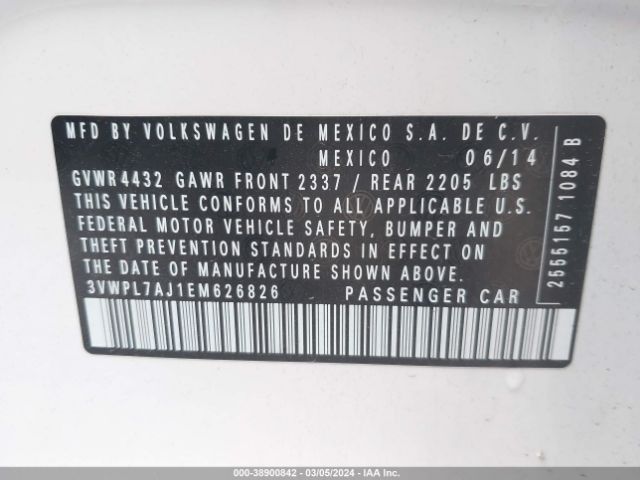 MFD BY VOLKSWAGEN DE MEXICO S.A. DE C.V.
MEXICO 06/14
GVWR 4432 GAWR FRONT 2337 / REAR 2205 LBS
THIS VEHICLE CONFORMS TO ALL APPLICABLE U.S.
FEDERAL MOTOR VEHICLE SAFETY, BUMPER AND
THEFT PREVENTION STANDARDS IN EFFECT ON
THE DATE OF MANUFACTURE SHOWN ABOVE.
3VWPL7AJ1EM626826 PASSENGER CAR
2555157 1084 B
000-38900842 - 03/05/2024 - IAA Inc.